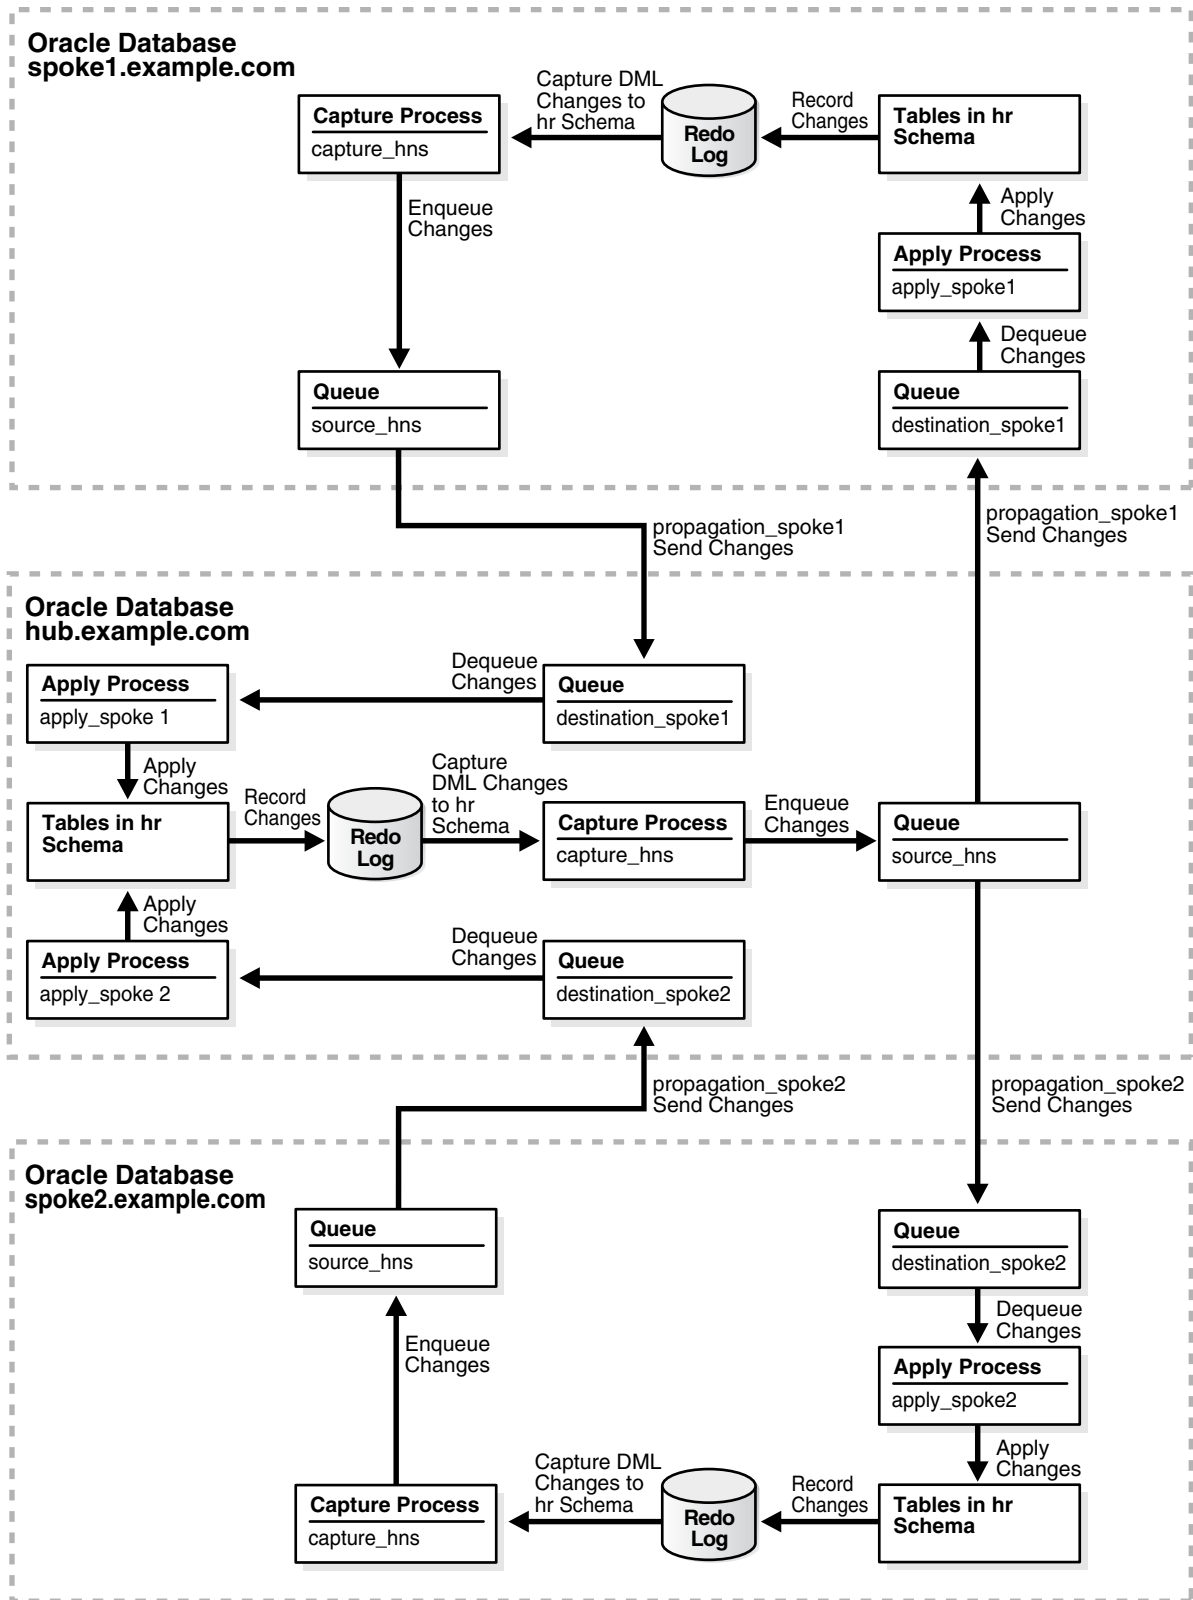 Oracle Database
spoke1.example.com
Capture Process
capture_hns
Capture DML
Changes to
hr Schema
Redo
Log
Record
Changes
Tables in hr
Schema
Apply
Changes
Apply Process
apply_spoke1
Dequeue
Changes
Queue
destination_spoke1
Enqueue
Changes
Queue
source_hns
propagation_spoke1
Send Changes
propagation_spoke1
Send Changes
Oracle Database
hub.example.com
Apply Process
apply_spoke 1
Dequeue
Changes
Queue
destination_spoke1
Apply
Changes
Tables in hr
Schema
Record
Changes
Redo
Log
Capture
DML Changes
to hr
Schema
Capture Process
capture_hns
Enqueue
Changes
Queue
source_hns
Apply
Changes
Apply Process
apply_spoke 2
Dequeue
Changes
Queue
destination_spoke2
propagation_spoke2
Send Changes
propagation_spoke2
Send Changes
Oracle Database
spoke2.example.com
Queue
source_hns
Queue
destination_spoke2
Dequeue
Changes
Enqueue
Changes
Apply Process
apply_spoke2
Apply
Changes
Capture Process
capture_hns
Capture DML
Changes to
hr Schema
Redo
Log
Record
Changes
Tables in hr
Schema